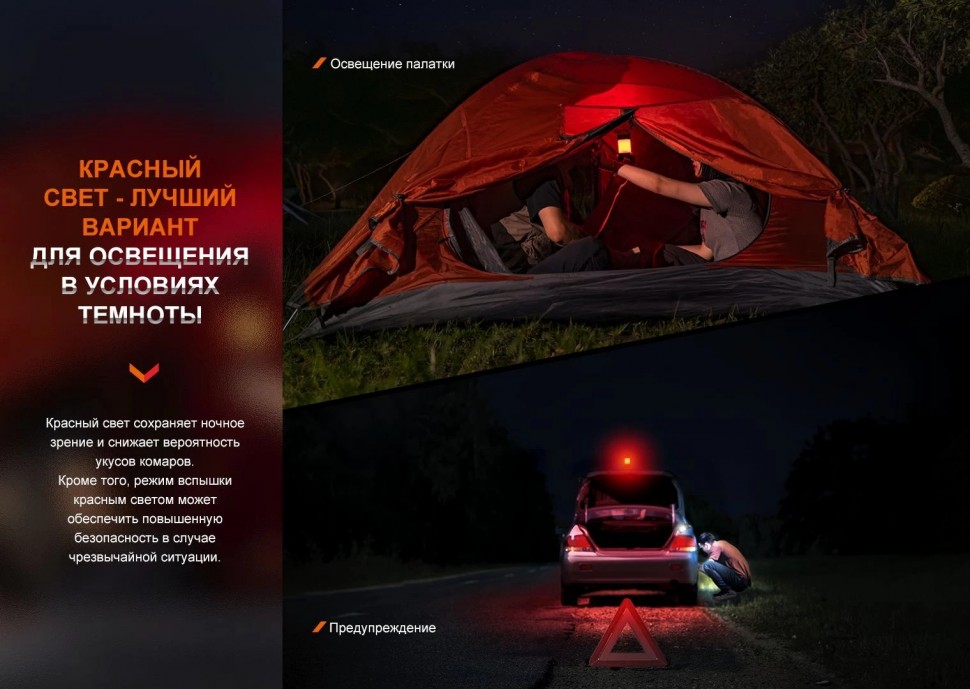 КРАСНЫЙ
СВЕТ - ЛУЧШИЙ
ВАРИАНТ
ДЛЯ ОСВЕЩЕНИЯ
В УСЛОВИЯХ
ТЕМНОТЫ
Красный свет сохраняет ночное
зрение и снижает вероятность
укусов комаров.
Кроме того, режим вспышки
красным светом может
обеспечить повышенную
безопасность в случае
чрезвычайной ситуации.
Освещение палатки
Предупреждение